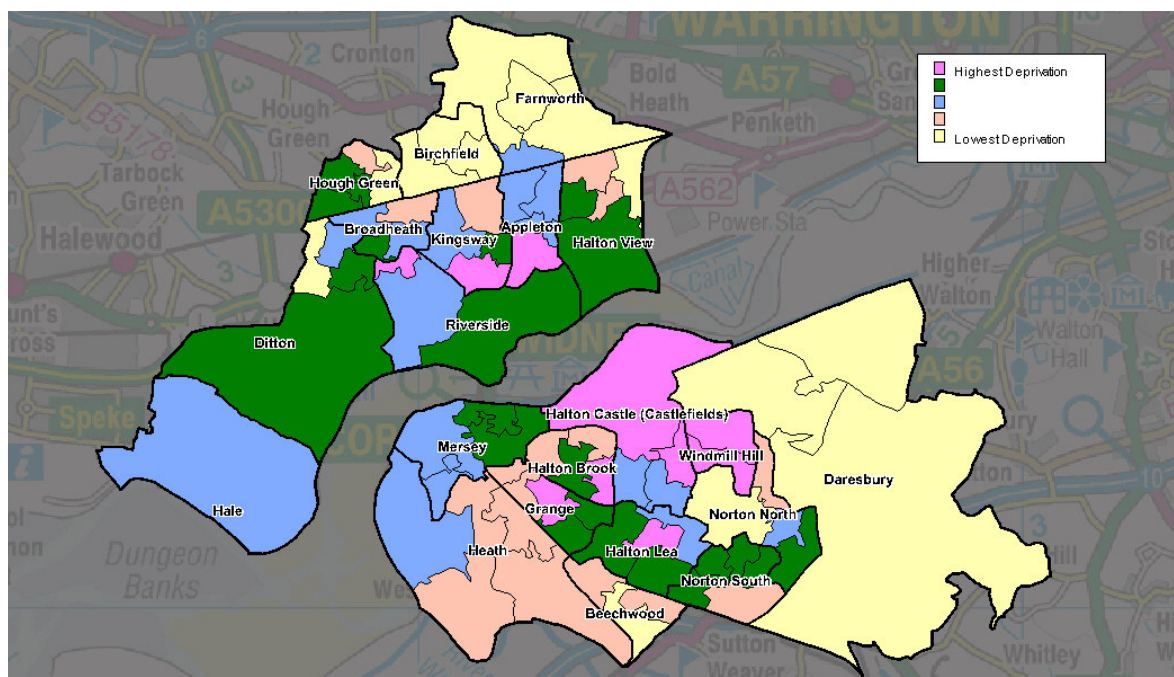 WARRINGTON
Cronton
Bold
Heath
A57
Hough
Green
B5178
Penketh
Farnworth
Birchfield
Tarbock
Green
Hough Green
A5300
A562
Power Sta
Halewood
Broadheath
Kingsway
Appleton
Halton View
Canal
Higher
Walton
Walton
Hall
Ditton
Riverside
A56
Speke
Halton Castle (Castlefields)
Mersey
Windmill Hill
Halton Brook
Daresbury
Hale
Grange
Norton North
Dungeon
Banks
Heath
Halton Lea
Norton South
Beechwood
Sutton
Weaver
Whitley
Highest Deprivation
Lowest Deprivation